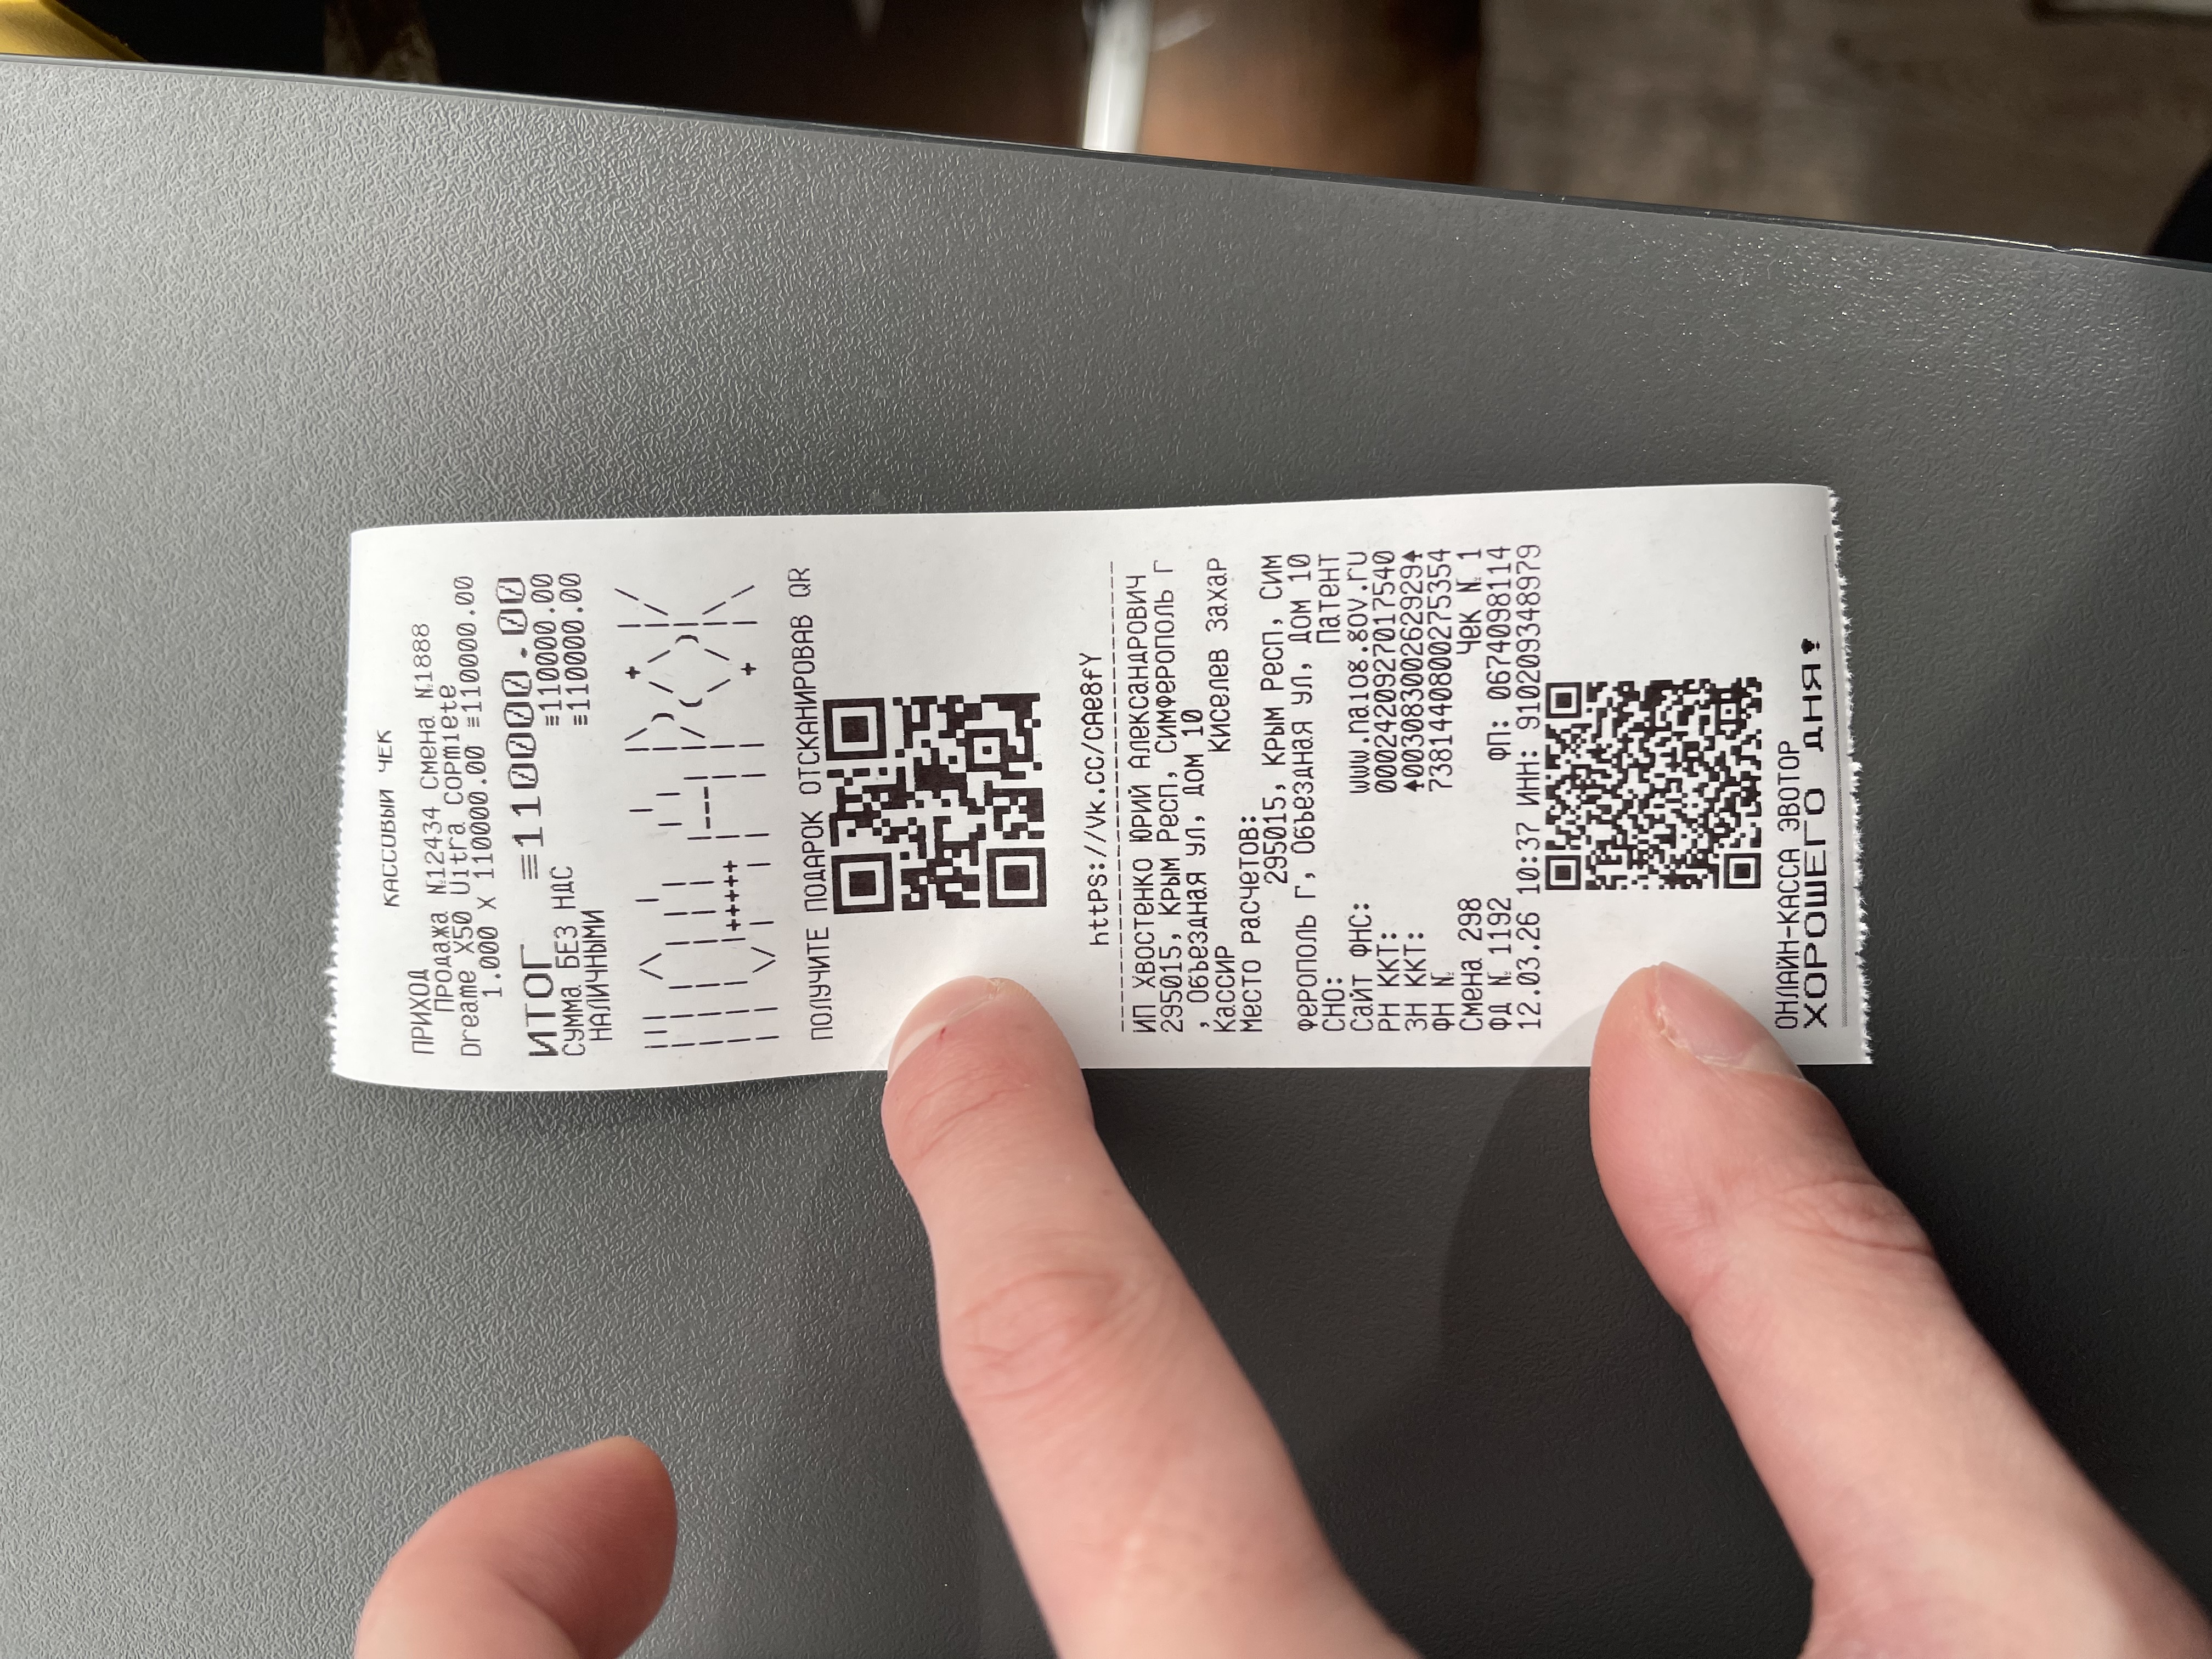 КАССОВЫЙ ЧЕК
ПРИХОД
ПРОДАЖА №12434 Смена №1888
Dreame X50 Ultra Copmlete
1.000 X 110000.00 ≡110000.00
ИТОГ ≡110000.00
СУММА БЕЗ НДС ≡110000.00
НАЛИЧНЫМИ ≡110000.00
ПОЛУЧИТЕ ПОДАРОК ОТСКАНИРОВАВ QR
https://vk.cc/cAe8fY
ИП ХВОСТЕНКО ЮРИЙ АЛЕКСАНДРОВИЧ
295015, КРЫМ РЕСП, СИМФЕРОПОЛЬ Г
, ОБЪЕЗДНАЯ УЛ, ДОМ 10
Кассир Киселев Захар
Место расчетов:
295015, Крым Респ, Сим
ферополь г, Объездная ул, дом 10
СНО: Патент
Сайт ФНС: www.nalog.gov.ru
РН ККТ: 0002420927017540
ЗН ККТ: ↑00308300262929↑
ФН № 7381440800275354
Смена 298 Чек № 1
ФД № 1192 ФП: 0674098114
12.03.26 10:37 ИНН: 910209348979
ОНЛАЙН-КАССА ЭВОТОР
ХОРОШЕГО ДНЯ!